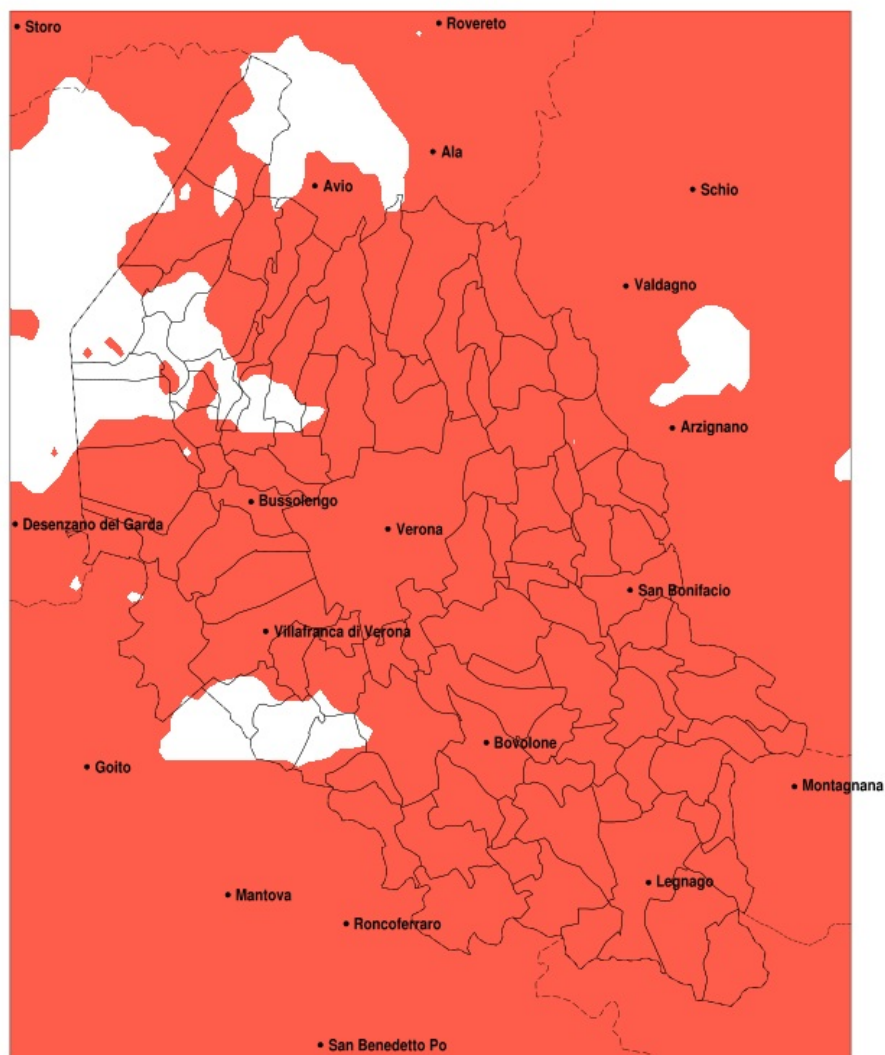 Storo
Rovereto
Ala
Avio
Schio
Valdagno
Arzignano
Bussolengo
Desenzano del Garda
Verona
San Bonifacio
Villafranca di Verona
Bovolone
Goito
Montagnana
Legnago
Mantova
Roncoferraro
San Benedetto Po